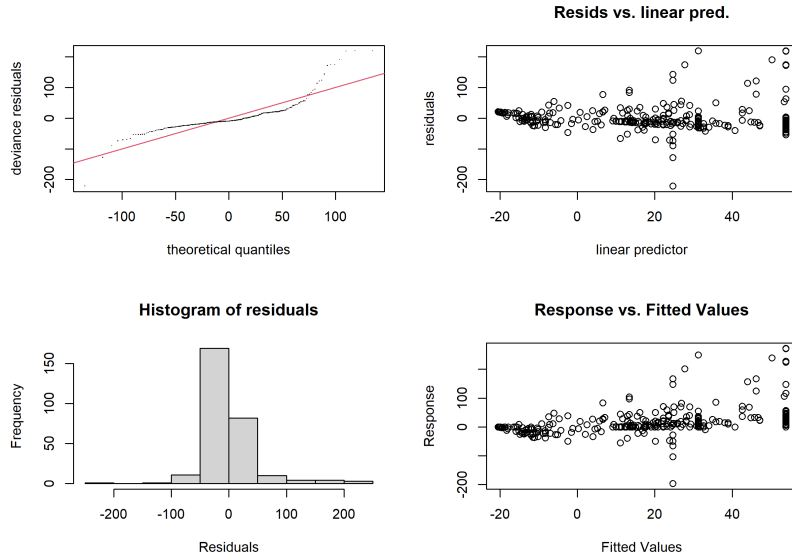 deviance residuals
-200
0
100
-100
-50
0
50
100
theoretical quantiles
Resids vs. linear pred.
residuals
-200
0
100
-20
0
20
40
linear predictor
Histogram of residuals
Frequency
0
50
100
150
-200
-100
0
100
200
Residuals
Response vs. Fitted Values
Response
-200
0
100
-20
0
20
40
Fitted Values